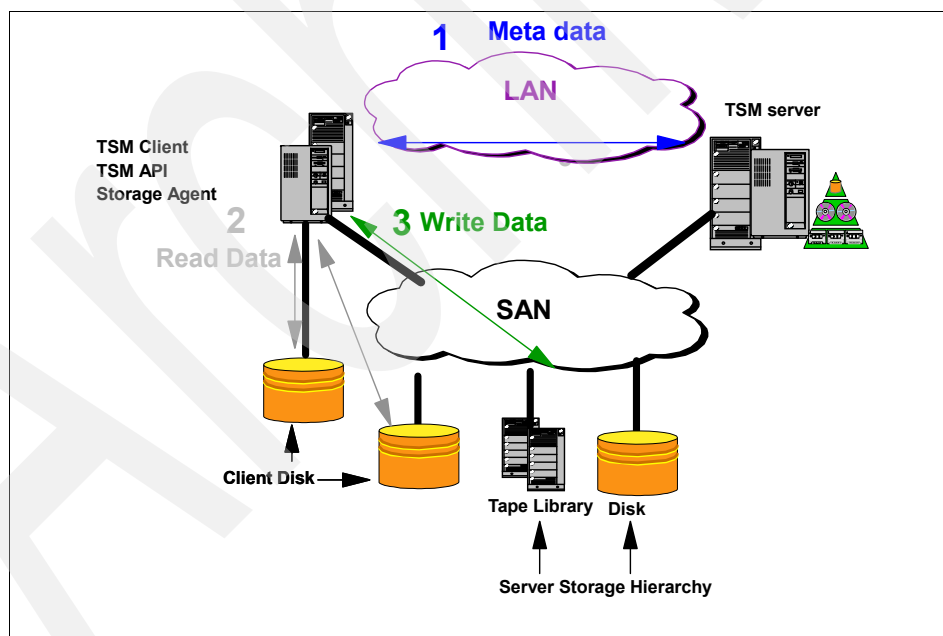 1 Meta data
LAN
TSM server
TSM Client
TSM API
Storage Agent
2
Read Data
3 Write Data
SAN
Client Disk
Tape Library
Disk
Server Storage Hierarchy